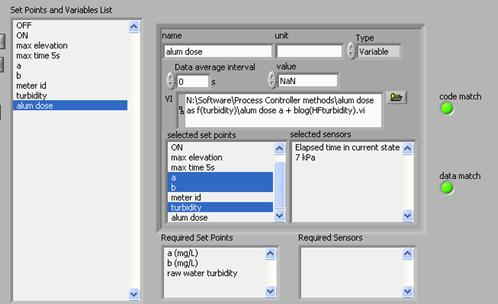 Set Points and Variables List
OFF
ON
max elevation
max time 5s
a
b
meter id
turbidity
alum dose
name
unit
Type
alum dose
Variable
Data average interval
value
0
s
NaN
VI
N:\Software\Process Controller methods\alum dose
as f(turbidity)\alum dose a + blog(HFturbidity).vi
code match
selected set points
selected sensors
ON
max elevation
max time 5s
a
b
meter id
turbidity
alum dose
Elapsed time in current state
7 kPa
data match
Required Set Points
Required Sensors
a (mg/L)
b (mg/L)
raw water turbidity